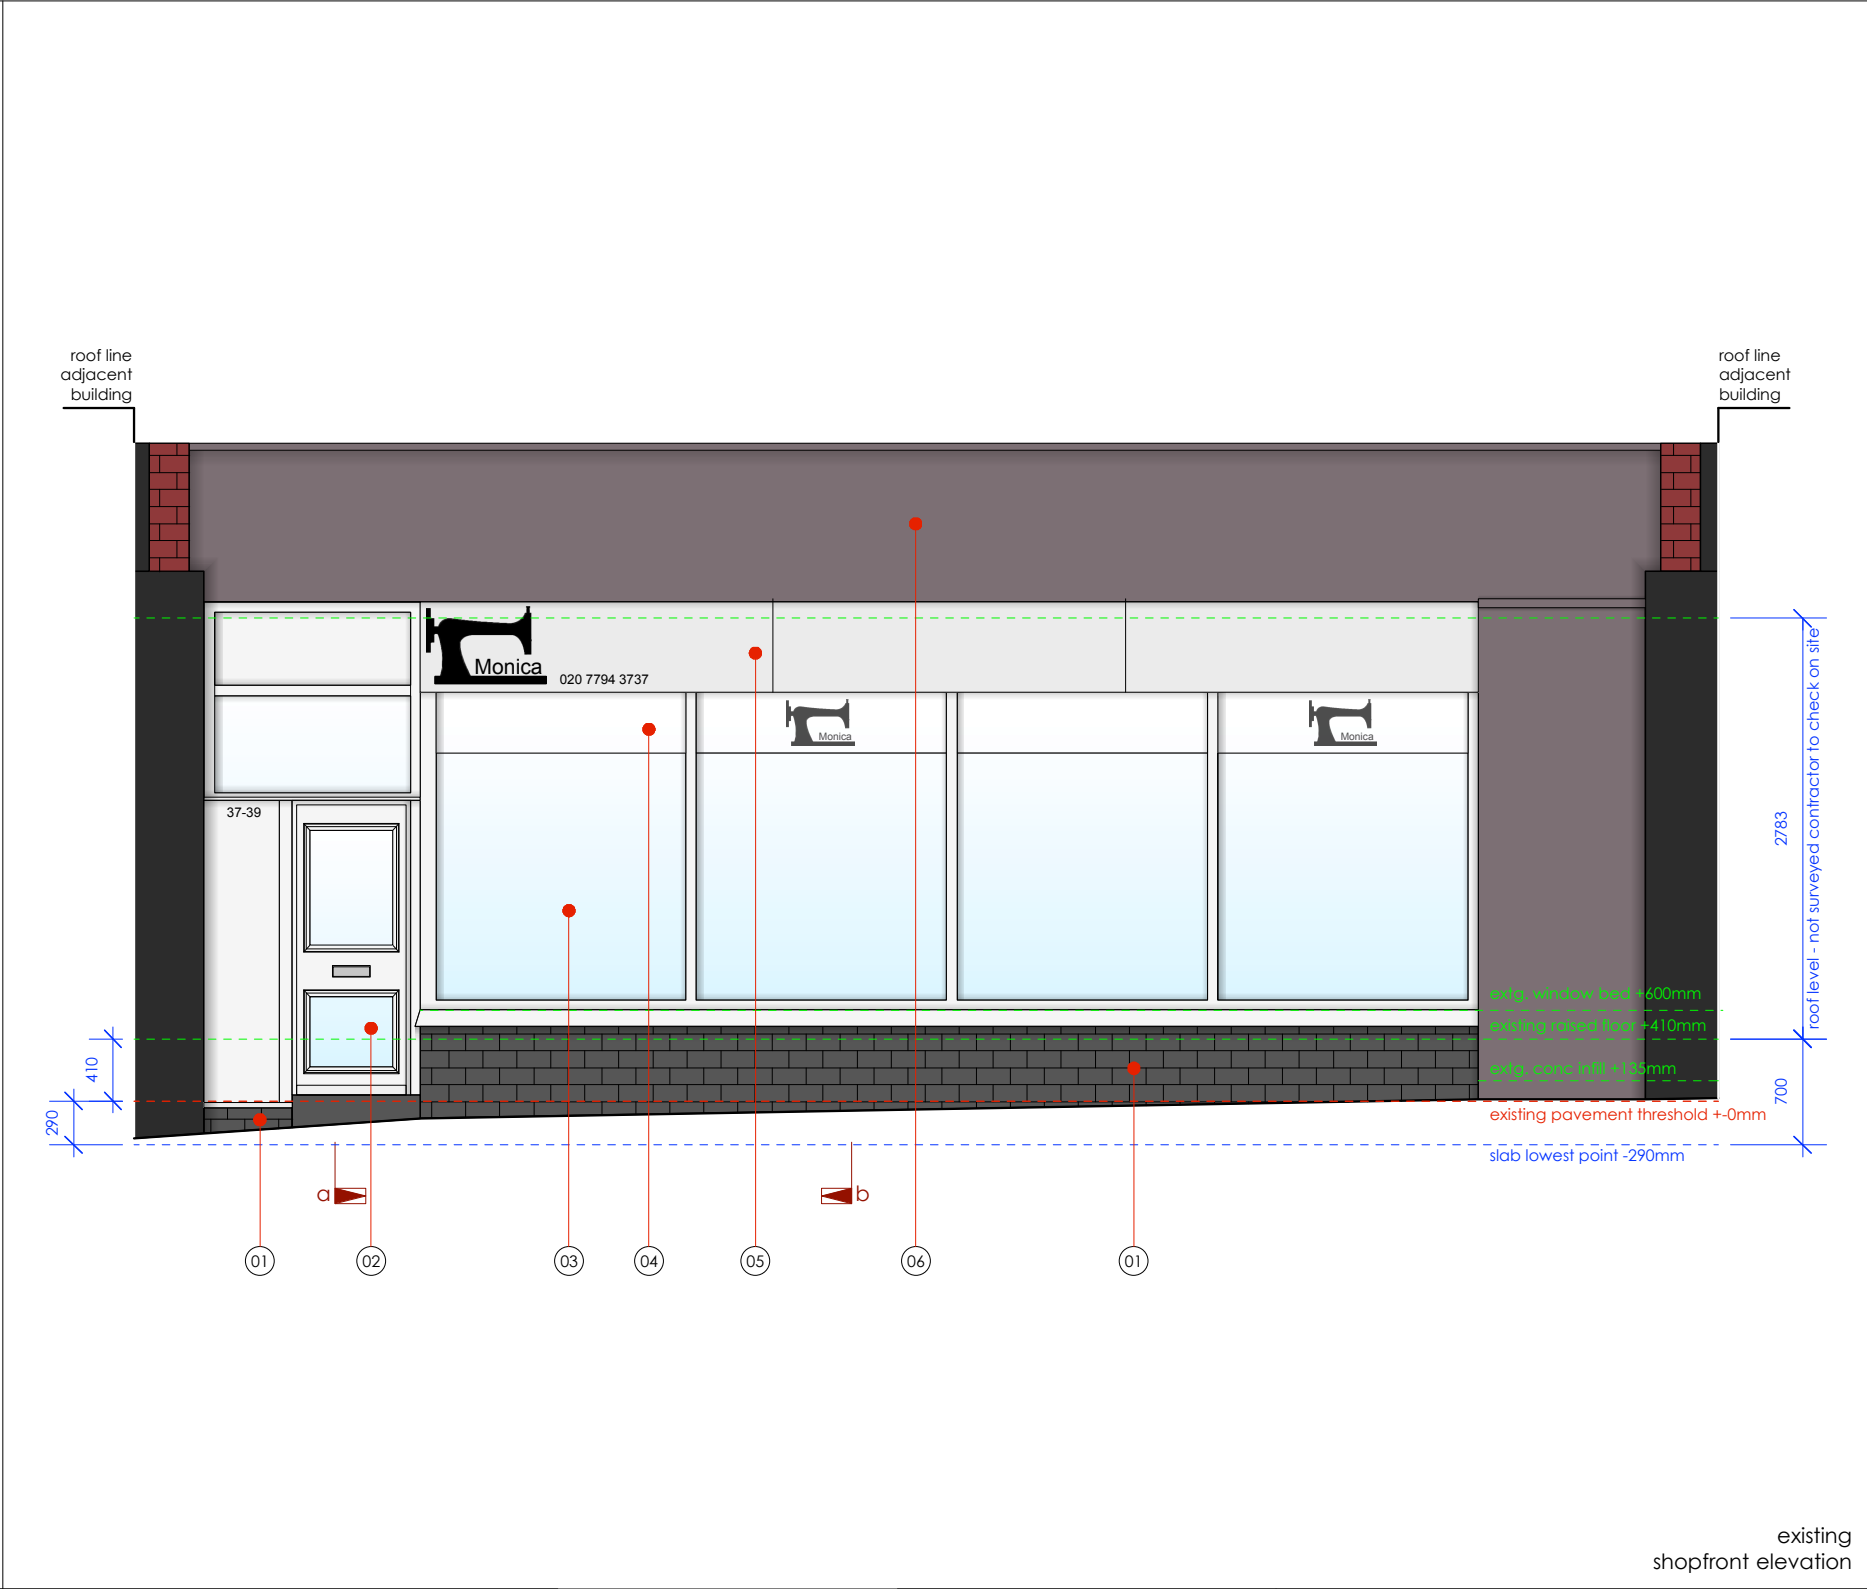 roof line
adjacent
building
roof line
adjacent
building
Monica
020 7794 3737
Monica
Monica
37-39
2783
roof level - not surveyed contractor to check on site
extg. window bed +600mm
existing raised floor +410mm
extg. conc infill +135mm
410
290
700
existing pavement threshold +-0mm
slab lowest point -290mm
a
b
01
02
03
04
05
06
01
existing
shopfront elevation